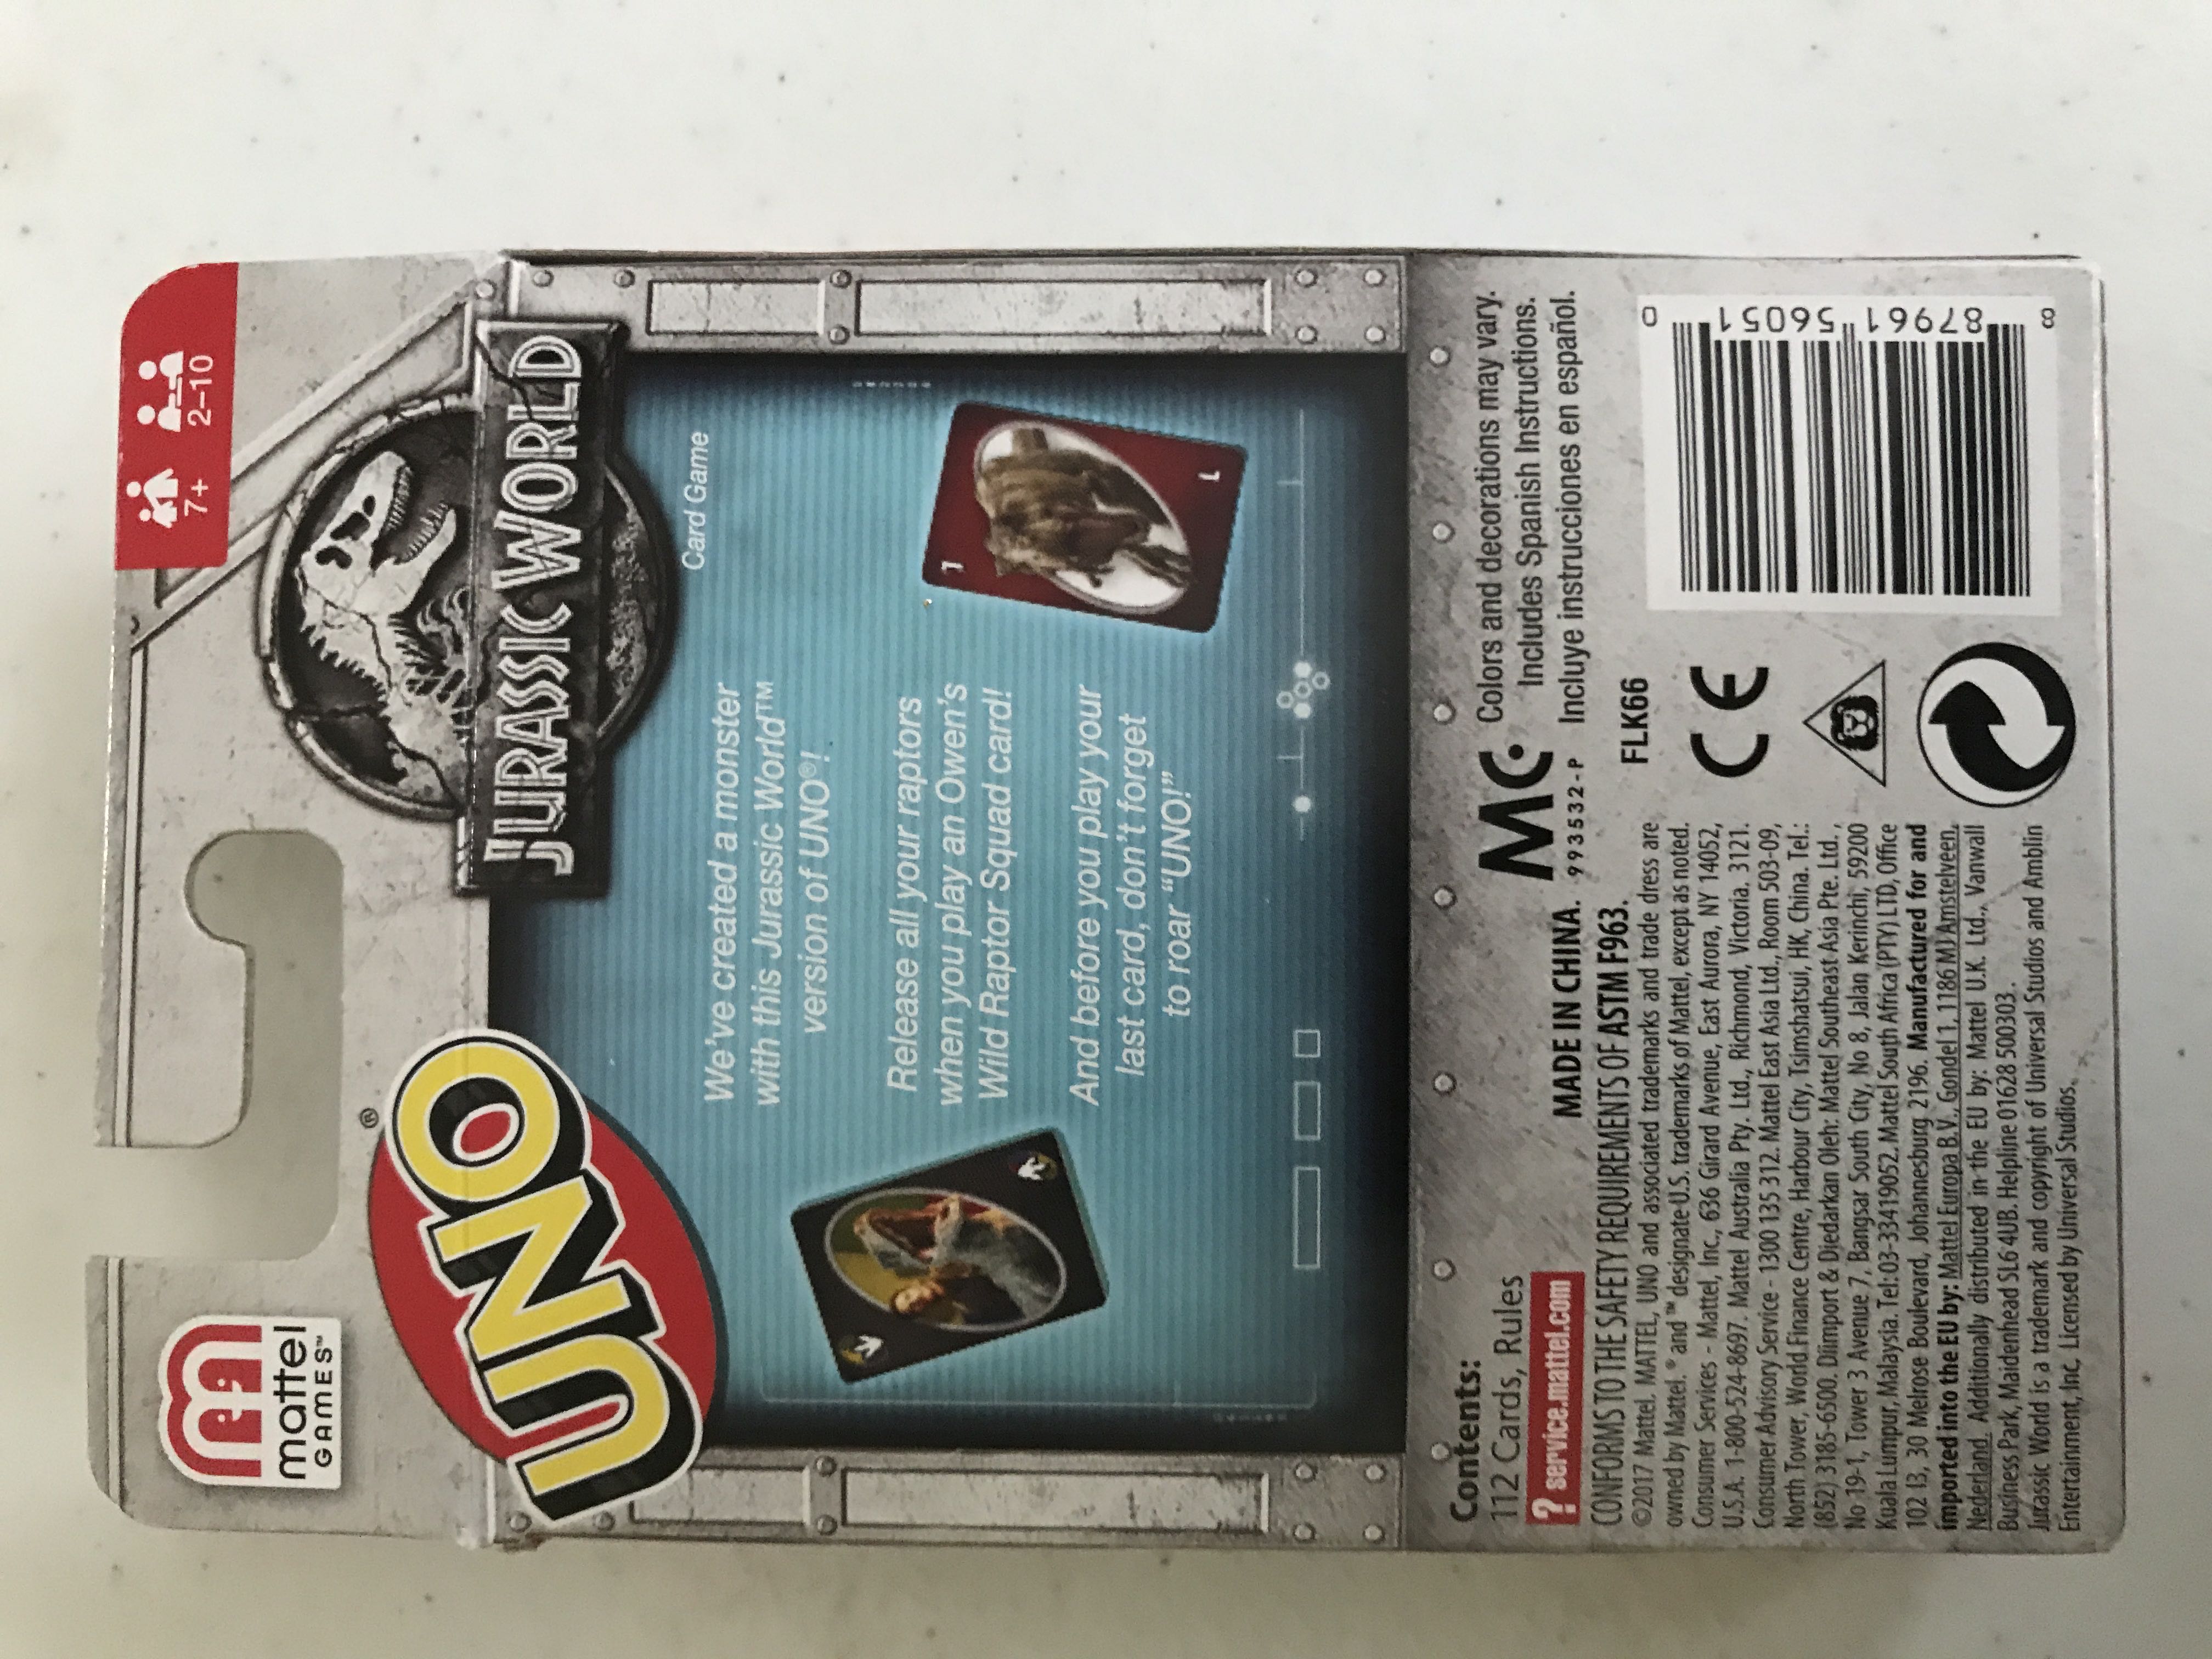 mattel
GAMES™
7+
2–10
UNO®
JURASSIC WORLD
Card Game
We've created a monster
with this Jurassic World™
version of UNO®!
Release all your raptors
when you play an Owen's
Wild Raptor Squad card!
And before you play your
last card, don't forget
to roar “UNO!”
1
1
Contents:
112 Cards, Rules
? service.mattel.com
MADE IN CHINA.
MC.
993532-P
Colors and decorations may vary.
Includes Spanish Instructions.
Incluye instrucciones en español.
CONFORMS TO THE SAFETY REQUIREMENTS OF ASTM F963.
©2017 Mattel. MATTEL, UNO and associated trademarks and trade dress are
owned by Mattel. ® and ™ designate U.S. trademarks of Mattel, except as noted.
Consumer Services - Mattel, Inc., 636 Girard Avenue, East Aurora, NY 14052,
U.S.A. 1-800-524-8697. Mattel Australia Pty. Ltd., Richmond, Victoria. 3121.
Consumer Advisory Service - 1300 135 312. Mattel East Asia Ltd., Room 503-09,
North Tower, World Finance Centre, Harbour City, Tsimshatsui, HK, China. Tel.:
(852) 3185-6500. Diimport & Diedarkan Oleh: Mattel Southeast Asia Pte. Ltd.,
No 19-1, Tower 3 Avenue 7, Bangsar South City, No 8, Jalan Kerinchi, 59200
Kuala Lumpur, Malaysia. Tel:03-33419052. Mattel South Africa (PTY) LTD, Office
102 I3, 30 Melrose Boulevard, Johannesburg 2196. Manufactured for and
imported into the EU by: Mattel Europa B.V., Gondel 1, 1186 MJ Amstelveen,
Nederland. Additionally distributed in the EU by: Mattel U.K. Ltd., Vanwall
Business Park, Maidenhead SL6 4UB. Helpline 01628 500303.
Jurassic World is a trademark and copyright of Universal Studios and Amblin
Entertainment, Inc. Licensed by Universal Studios.
FLK66
CE
8 87961 56051 0